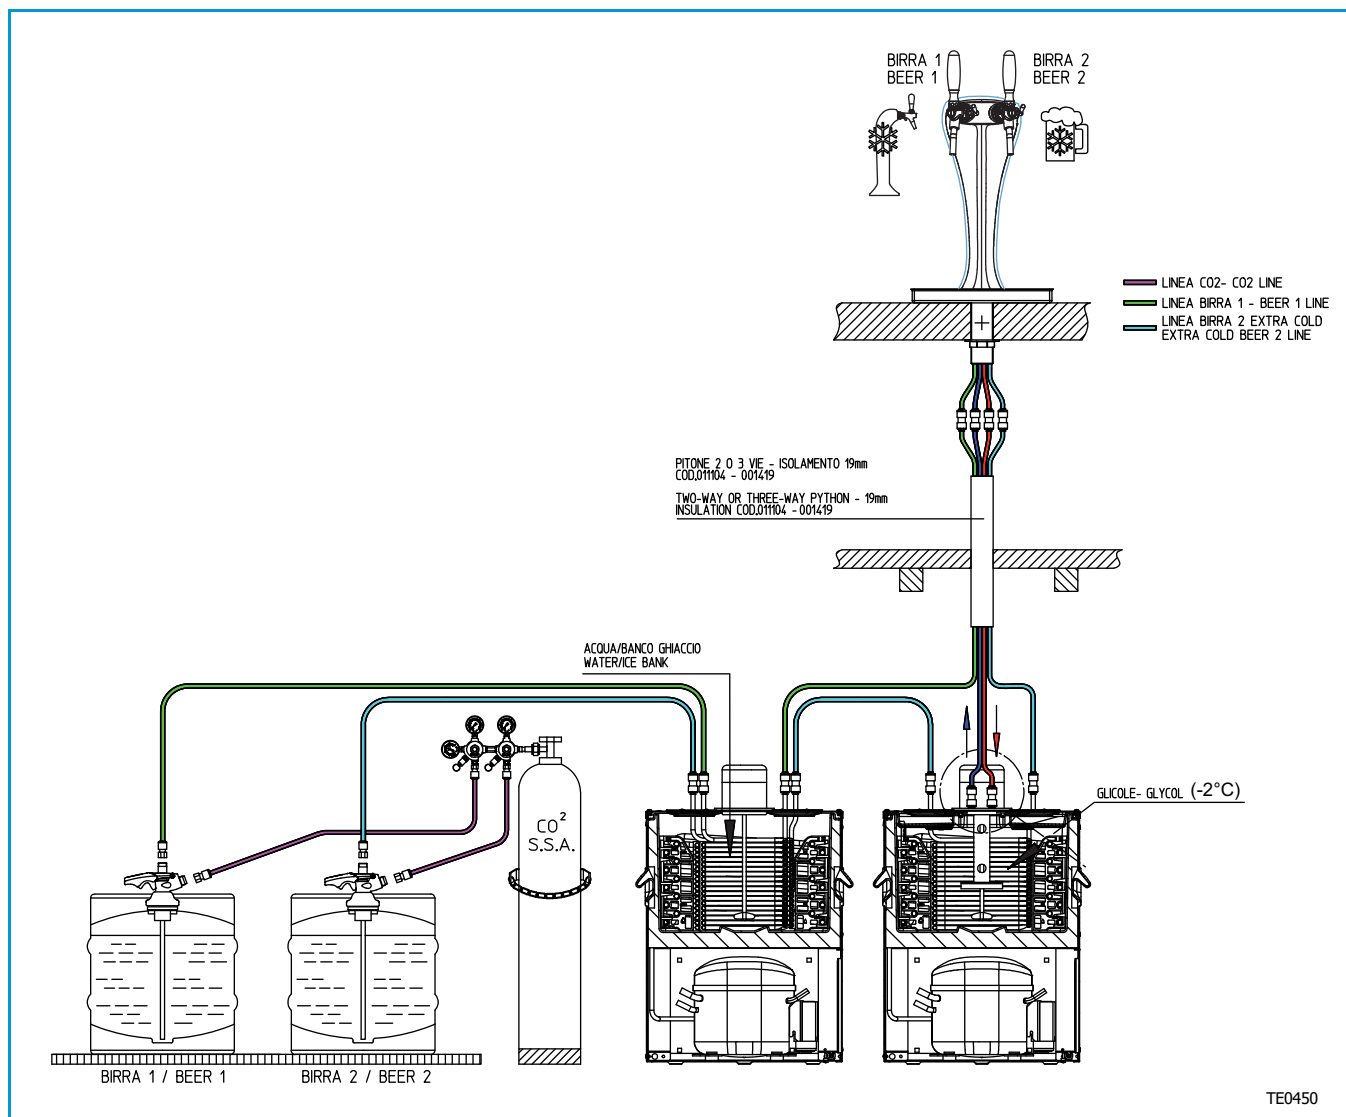 BIRRA 1
BEER 1
BIRRA 2
BEER 2
LINEA CO2- CO2 LINE
LINEA BIRRA 1 - BEER 1 LINE
LINEA BIRRA 2 EXTRA COLD
EXTRA COLD BEER 2 LINE
PITONE 2 O 3 VIE - ISOLAMENTO 19mm
COD.011104 - 001419
TWO-WAY OR THREE-WAY PYTHON - 19mm
INSULATION COD.011104 - 001419
ACQUA/BANCO GHIACCIO
WATER/ICE BANK
GLICOLE- GLYCOL (-2°C)
CO²
S.S.A.
BIRRA 1 / BEER 1
BIRRA 2 / BEER 2
TE0450